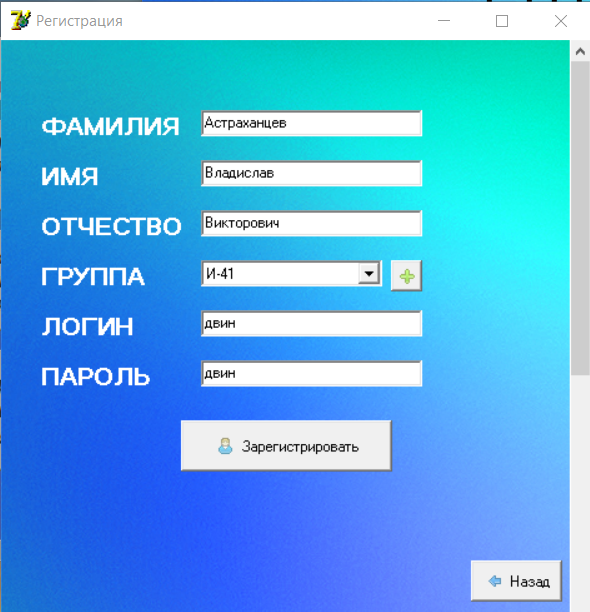 Регистрация
ФАМИЛИЯ Астраханцев
ИМЯ Владислав
ОТЧЕСТВО Викторович
ГРУППА И-41
ЛОГИН двин
ПАРОЛЬ двин
Зарегистрировать
Назад